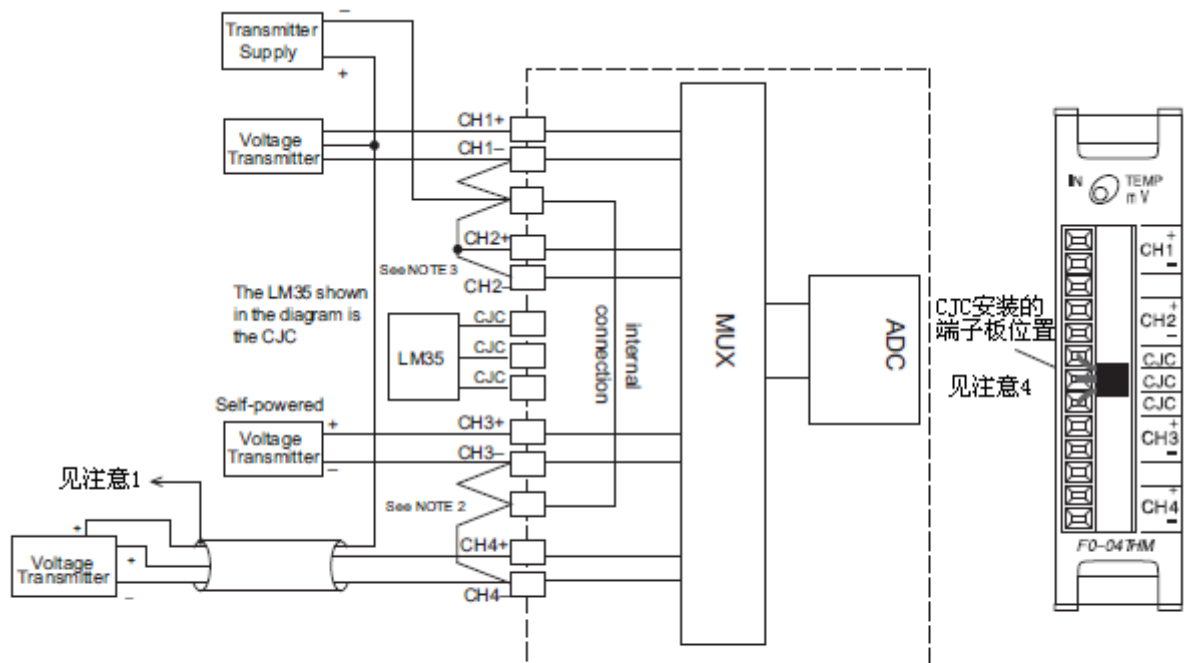 Transmitter
Supply
−
+
Voltage
Transmitter
CH1+
CH1−
CH2+
See NOTE 3
CH2−
The LM35 shown
in the diagram is
the CJC
LM35
CJC
CJC
CJC
internal
connection
MUX
ADC
Self-powered
Voltage
Transmitter
+
−
CH3+
CH3−
见注意1
See NOTE 2
Voltage
Transmitter
+
+
−
CH4+
CH4−
IN
TEMP
mV
CJC安装的
端子板位置
见注意4
+
CH1
−
+
CH2
−
CJC
CJC
CJC
+
CH3
−
+
CH4
−
F0-04THM